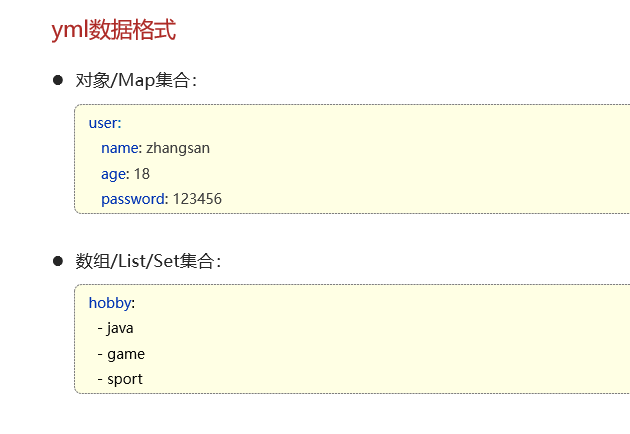 yml数据格式
● 对象/Map集合：
user:
name: zhangsan
age: 18
password: 123456
● 数组/List/Set集合：
hobby:
- java
- game
- sport